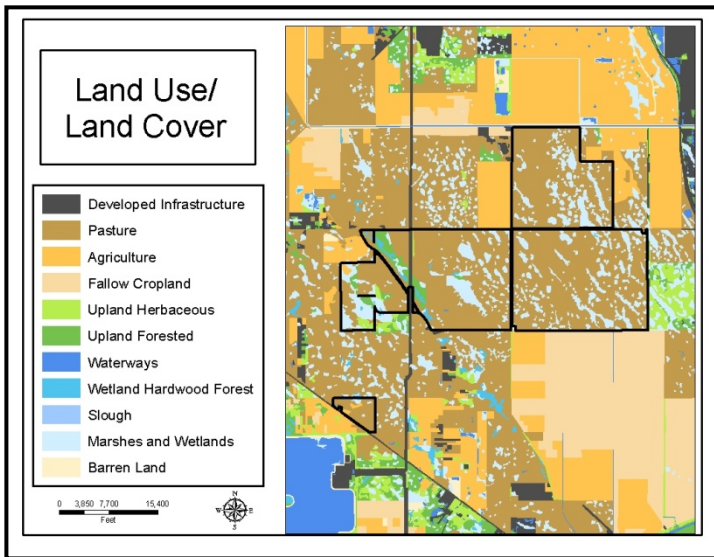 Land Use/
Land Cover
Developed Infrastructure
Pasture
Agriculture
Fallow Cropland
Upland Herbaceous
Upland Forested
Waterways
Wetland Hardwood Forest
Slough
Marshes and Wetlands
Barren Land
0 3,850 7,700 15,400
Feet
N
W E
S